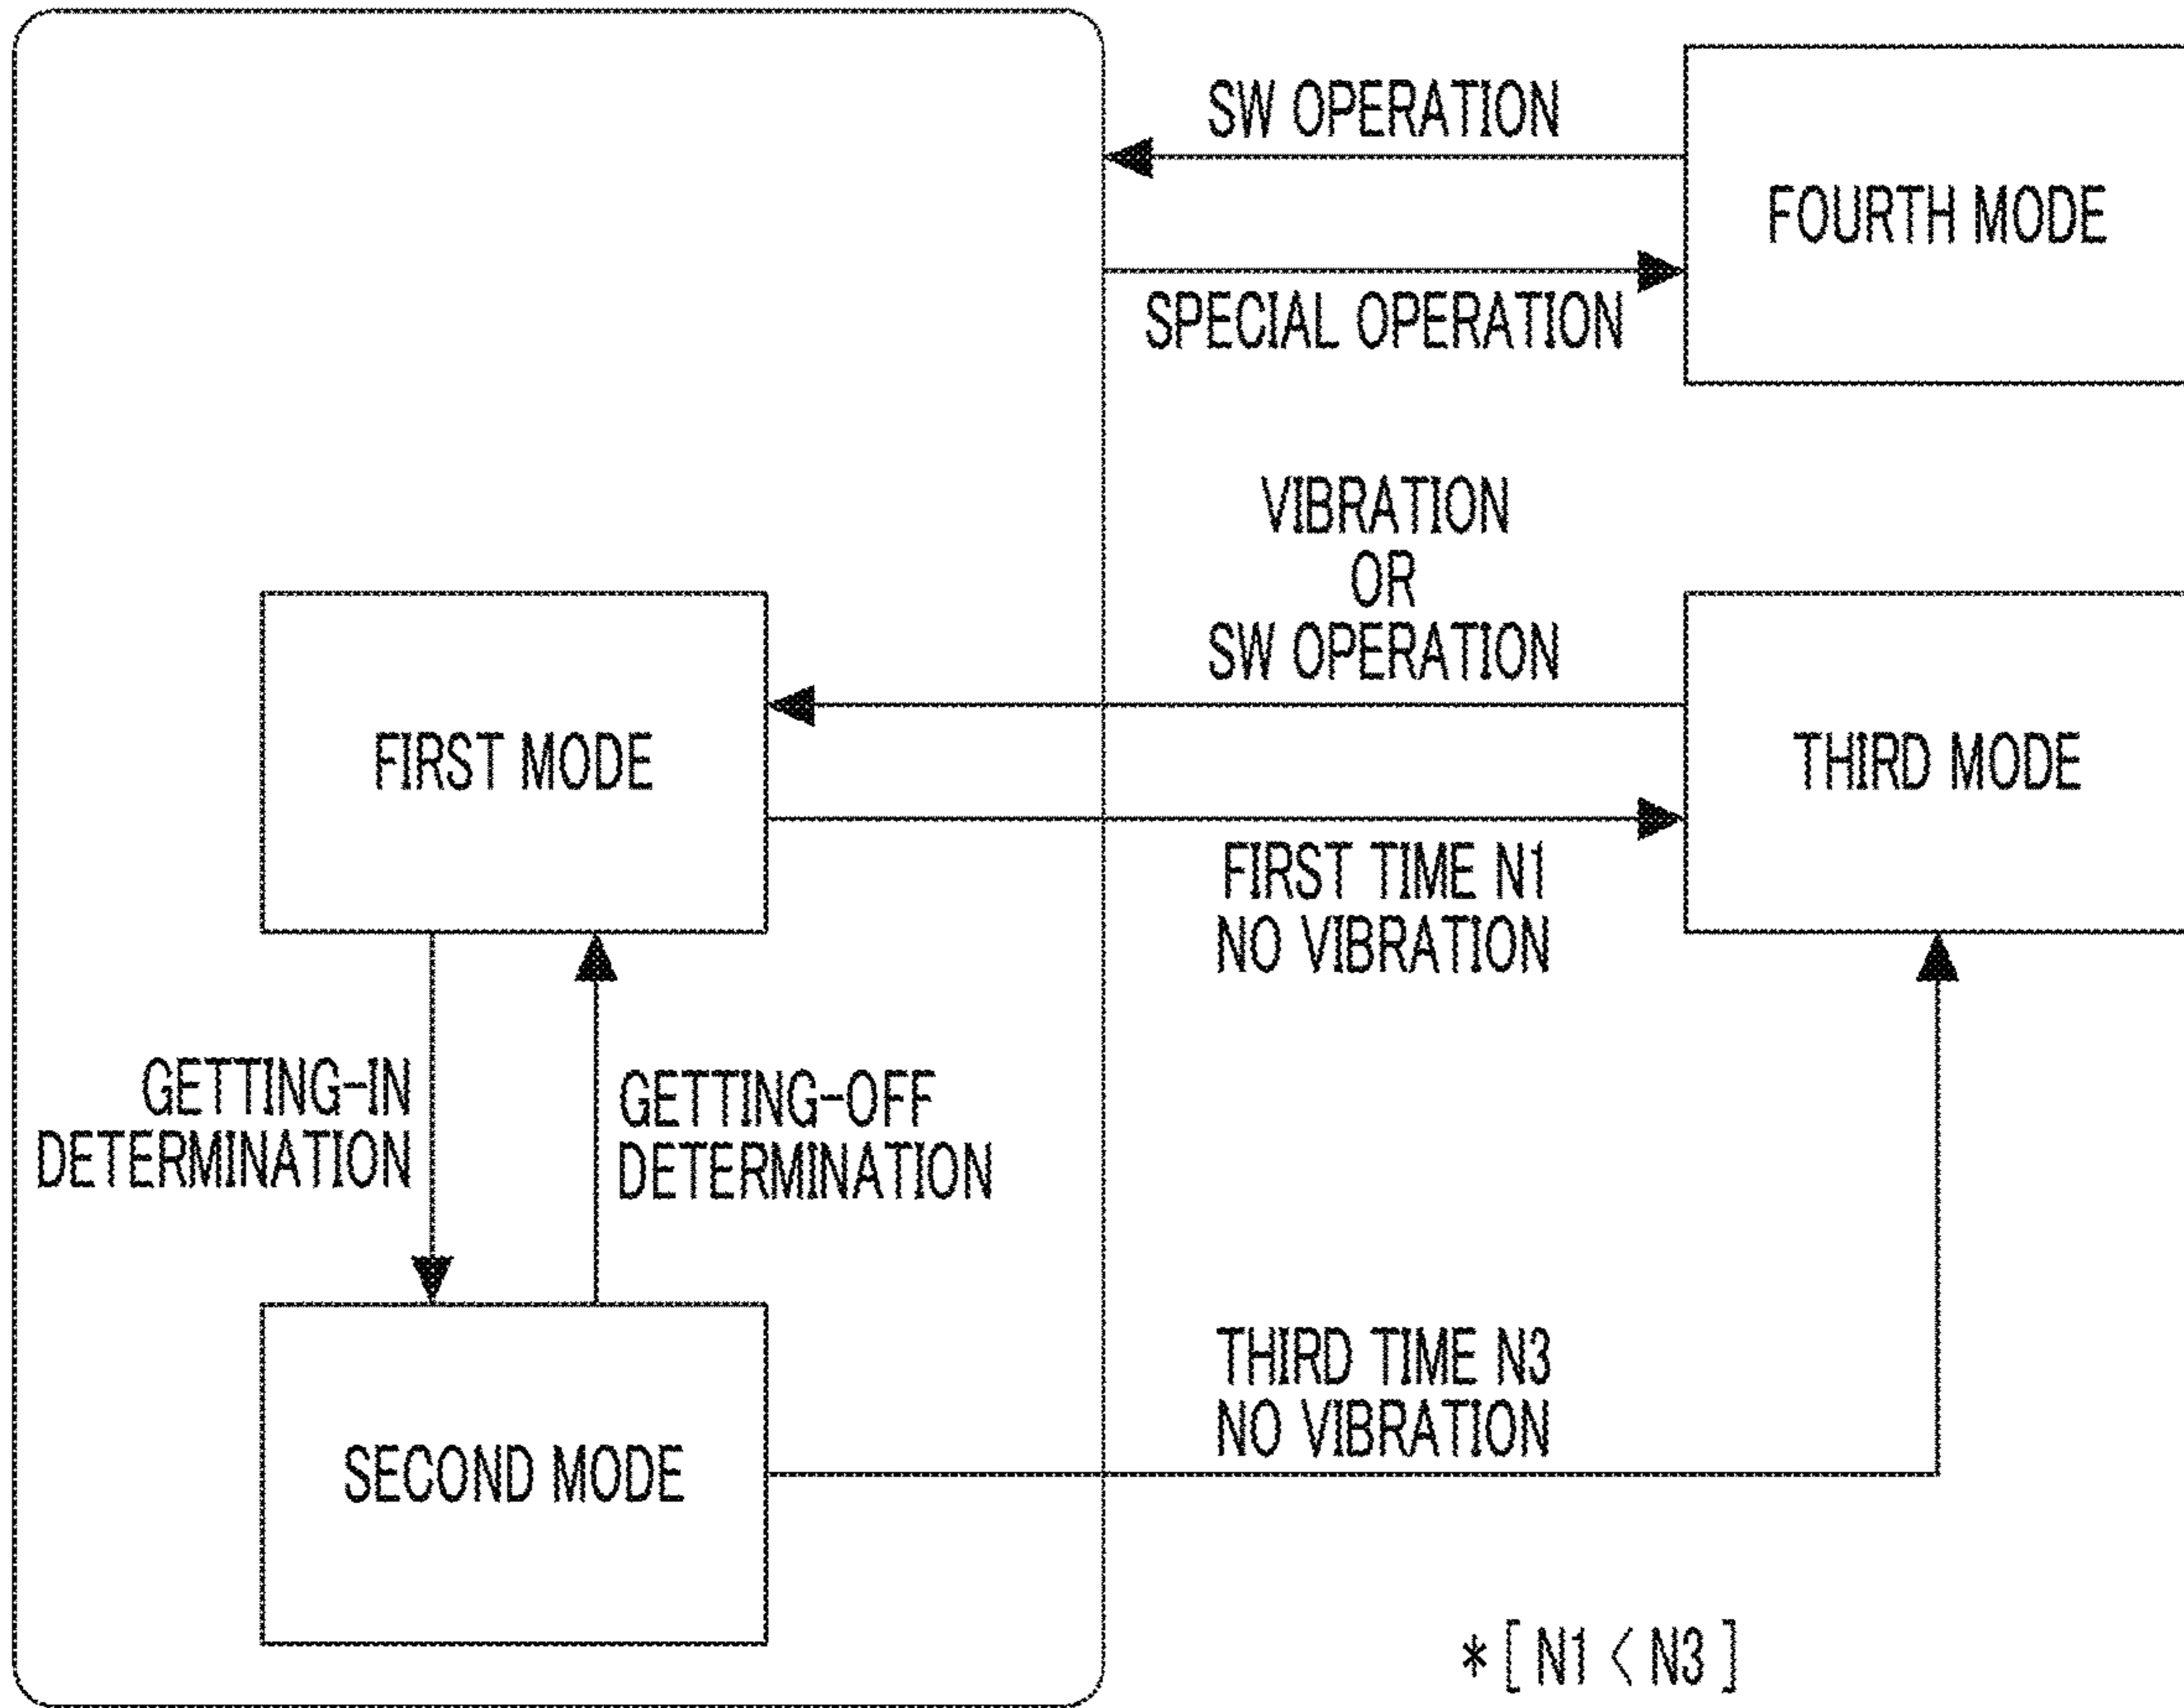 SW OPERATION
FOURTH MODE
SPECIAL OPERATION
VIBRATION
OR
SW OPERATION
FIRST MODE
THIRD MODE
FIRST TIME N1
NO VIBRATION
GETTING-IN
DETERMINATION
GETTING-OFF
DETERMINATION
THIRD TIME N3
NO VIBRATION
SECOND MODE
*[ N1 < N3 ]